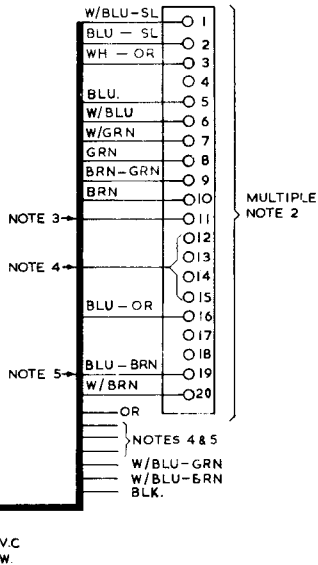 W/BLU-SL 1
BLU - SL 2
WH - OR 3
4
BLU. 5
W/BLU 6
W/GRN 7
GRN 8
BRN-GRN 9
BRN 10
MULTIPLE
NOTE 2
NOTE 3 11
12
13
NOTE 4
14
15
BLU - OR 16
17
18
NOTE 5 BLU - BRN 19
W/BRN 20
OR
NOTES 4 & 5
W/BLU-GRN
W/BLU-BRN
BLK.
V.C
W.